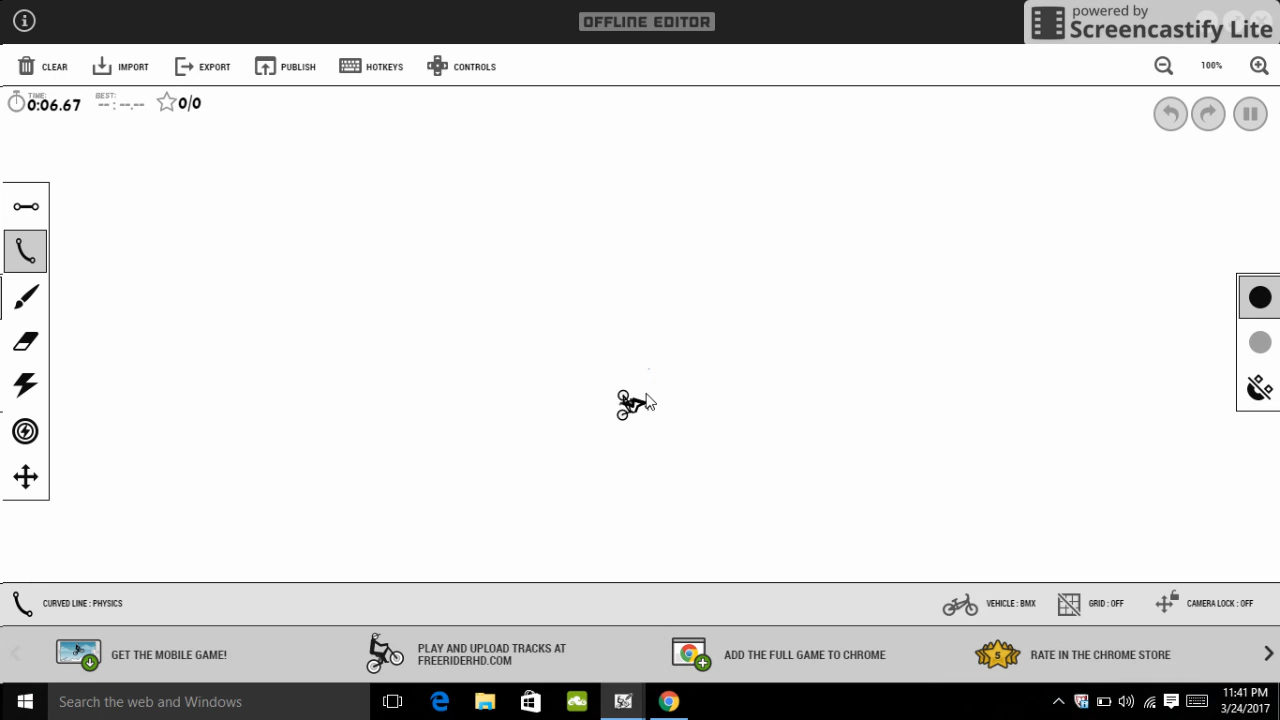 OFFLINE EDITOR
powered by
Screencastify Lite
CLEAR IMPORT EXPORT PUBLISH HOTKEYS CONTROLS 100%
TIME:
0:06.67
BEST:
-- : --.--
0/0
CURVED LINE : PHYSICS VEHICLE : BMX GRID : OFF CAMERA LOCK : OFF
GET THE MOBILE GAME!
PLAY AND UPLOAD TRACKS AT
FREERIDERHD.COM
ADD THE FULL GAME TO CHROME
5
RATE IN THE CHROME STORE
Search the web and Windows
11:41 PM
3/24/2017